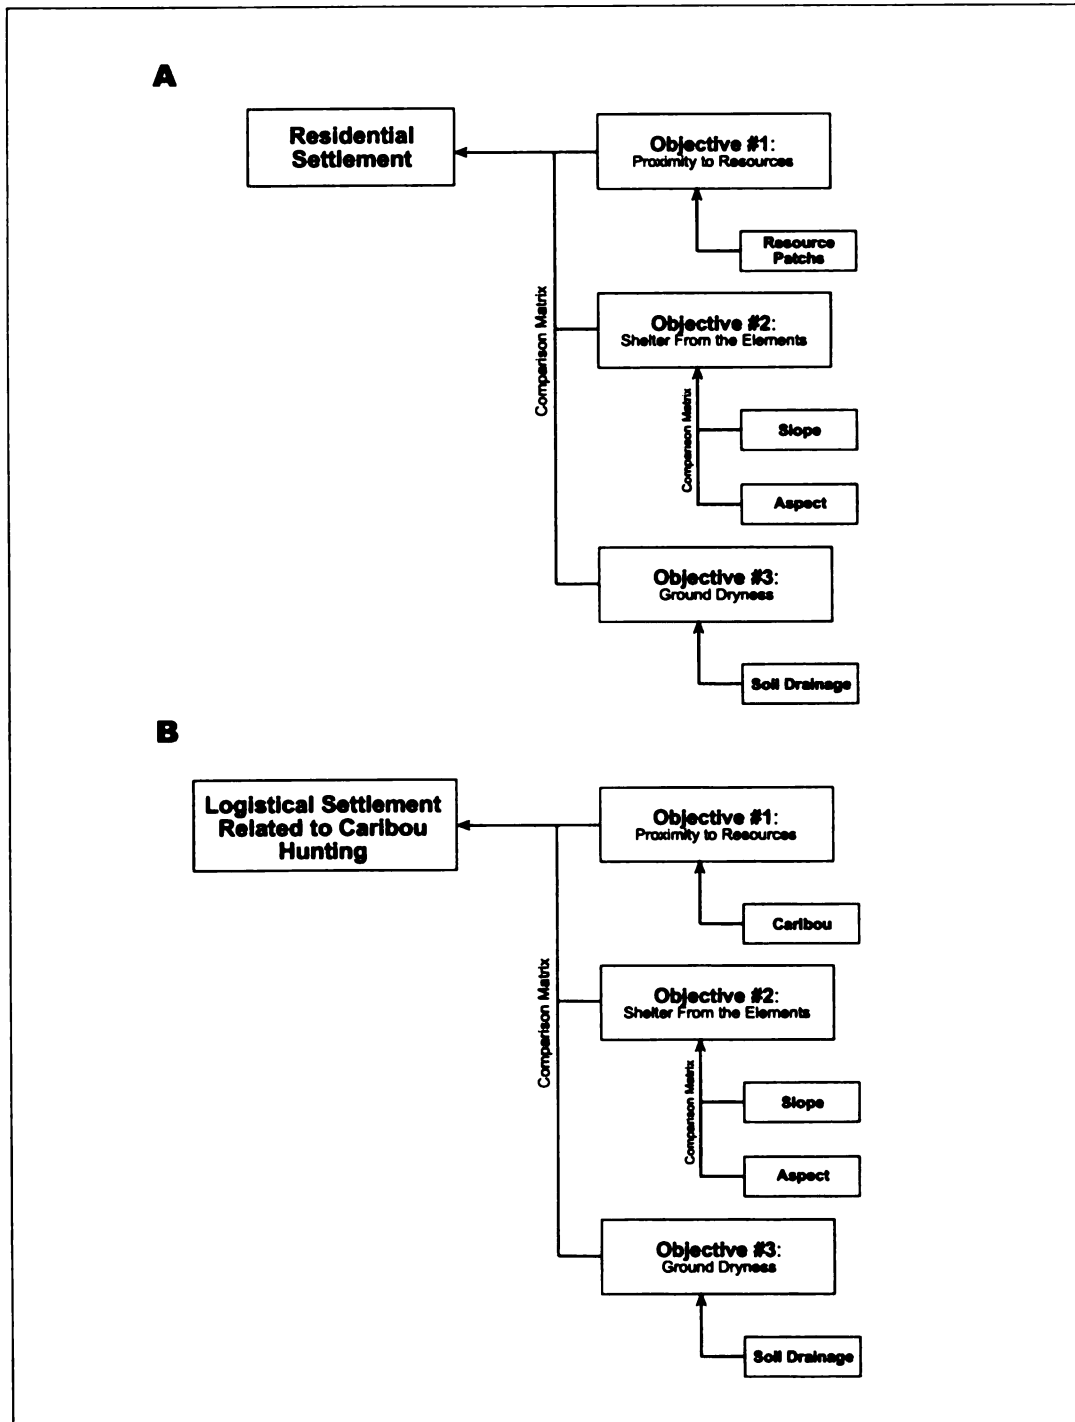 A
Residential
Settlement
Objective #1:
Proximity to Resources
Resource
Patchs
Comparison Matrix
Objective #2:
Shelter From the Elements
Comparison Matrix
Slope
Aspect
Objective #3:
Ground Dryness
Soil Drainage
B
Logistical Settlement
Related to Caribou
Hunting
Objective #1:
Proximity to Resources
Caribou
Comparison Matrix
Objective #2:
Shelter From the Elements
Comparison Matrix
Slope
Aspect
Objective #3:
Ground Dryness
Soil Drainage